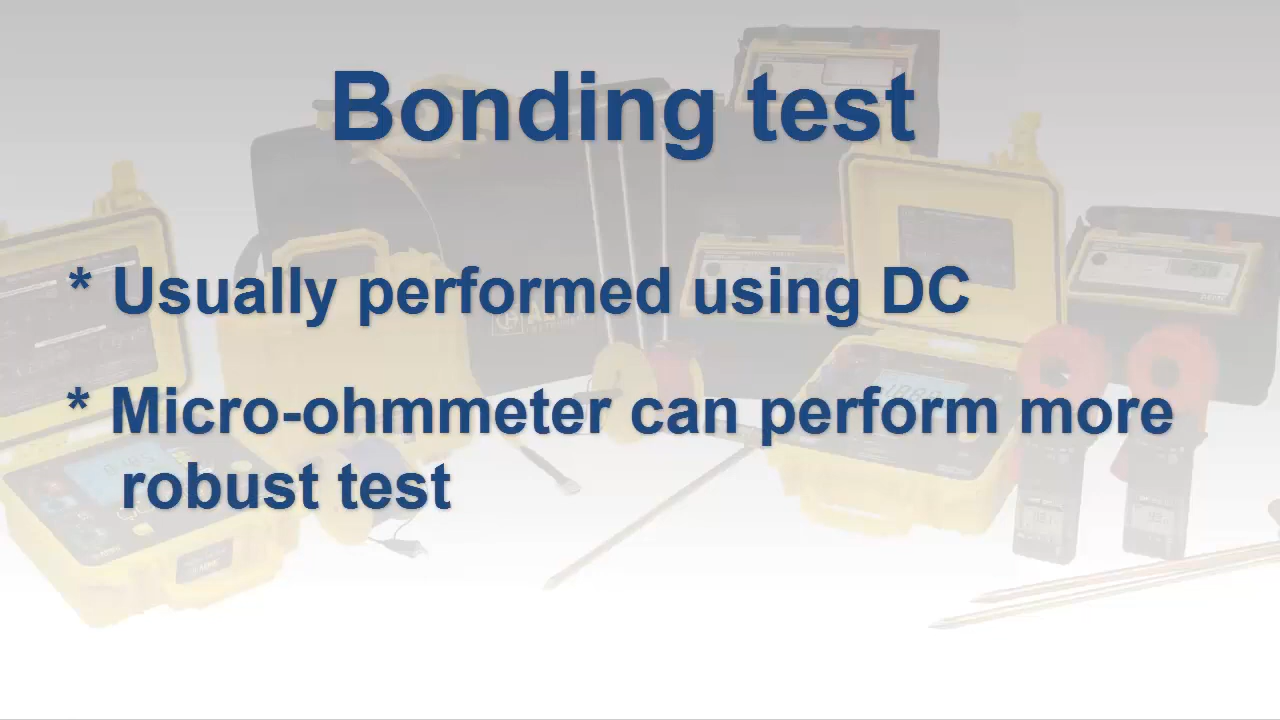 Bonding test
* Usually performed using DC
* Micro-ohmmeter can perform more
robust test